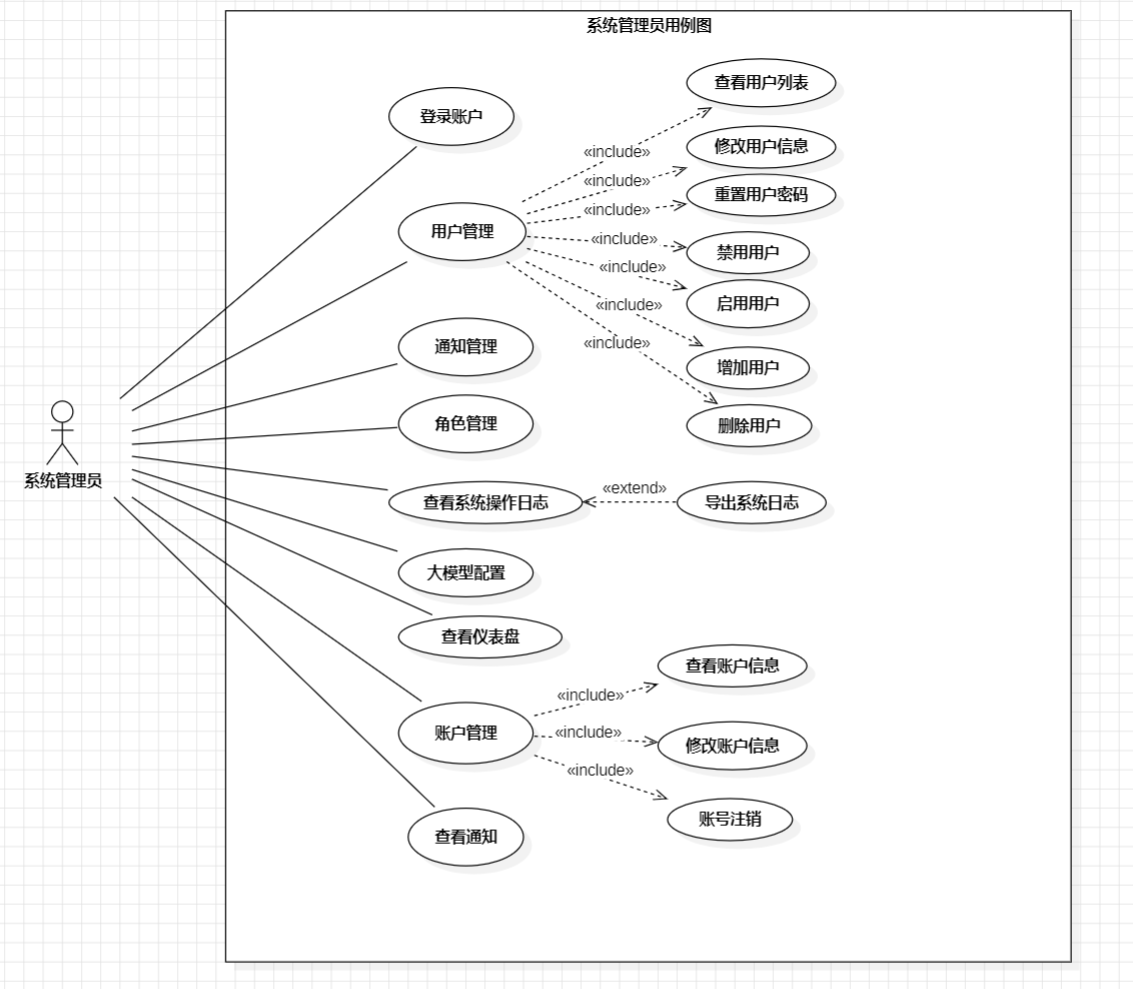 系统管理员用例图
查看用户列表
登录账户
修改用户信息
«include»
«include»
重置用户密码
«include»
用户管理
«include»
禁用用户
«include»
启用用户
«include»
通知管理
«include»
增加用户
角色管理
删除用户
系统管理员
«extend»
查看系统操作日志
导出系统日志
大模型配置
查看仪表盘
查看账户信息
«include»
账户管理
«include»
修改账户信息
«include»
账号注销
查看通知